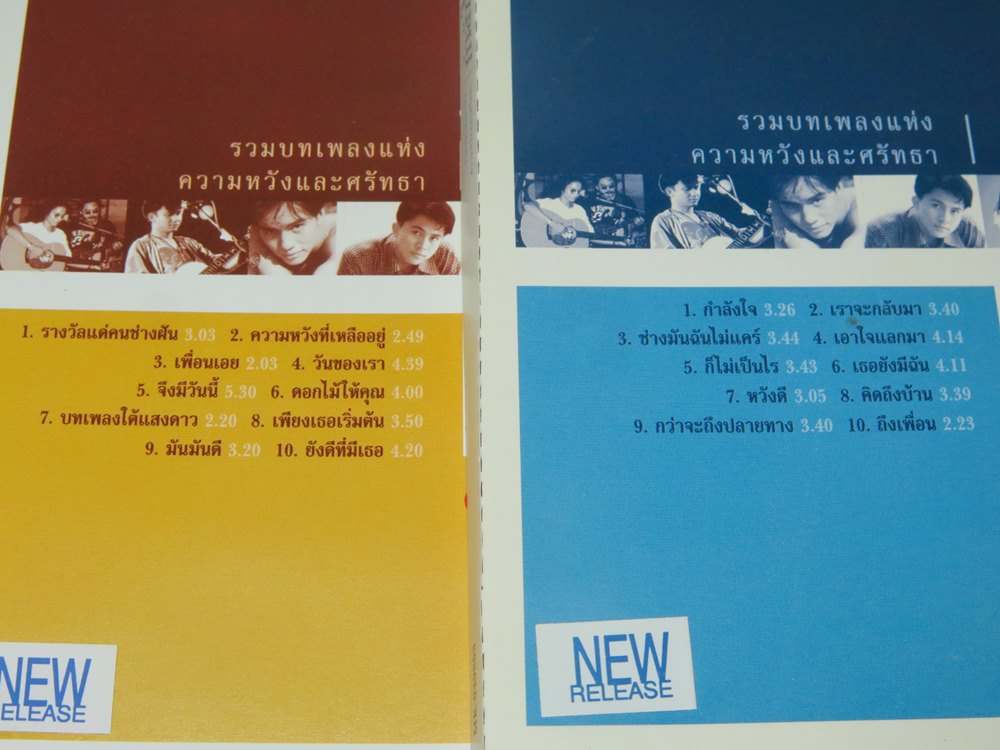 รวมบทเพลงแห่ง
ความหวังและศรัทธา
1. รางวัลแด่คนช่างฝัน 3.03 2. ความหวังที่เหลืออยู่ 2.49
3. เพื่อนเอย 2.03 4. วันของเรา 4.39
5. จึงมีวันนี้ 5.30 6. ดอกไม้ให้คุณ 4.00
7. บทเพลงใต้แสงดาว 2.20 8. เพียงเธอเริ่มต้น 3.50
9. มันมันดี 3.20 10. ยังดีที่มีเธอ 4.20
NEW
ELEASE
รวมบทเพลงแห่ง
ความหวังและศรัทธา
1. กำลังใจ 3.26 2. เราจะกลับมา 3.40
3. ช่างมันฉันไม่แคร์ 3.44 4. เอาใจแลกมา 4.14
5. ก็ไม่เป็นไร 3.43 6. เธอยังมีฉัน 4.11
7. หวังดี 3.05 8. คิดถึงบ้าน 3.39
9. กว่าจะถึงปลายทาง 3.40 10. ถึงเพื่อน 2.23
NEW
RELEASE